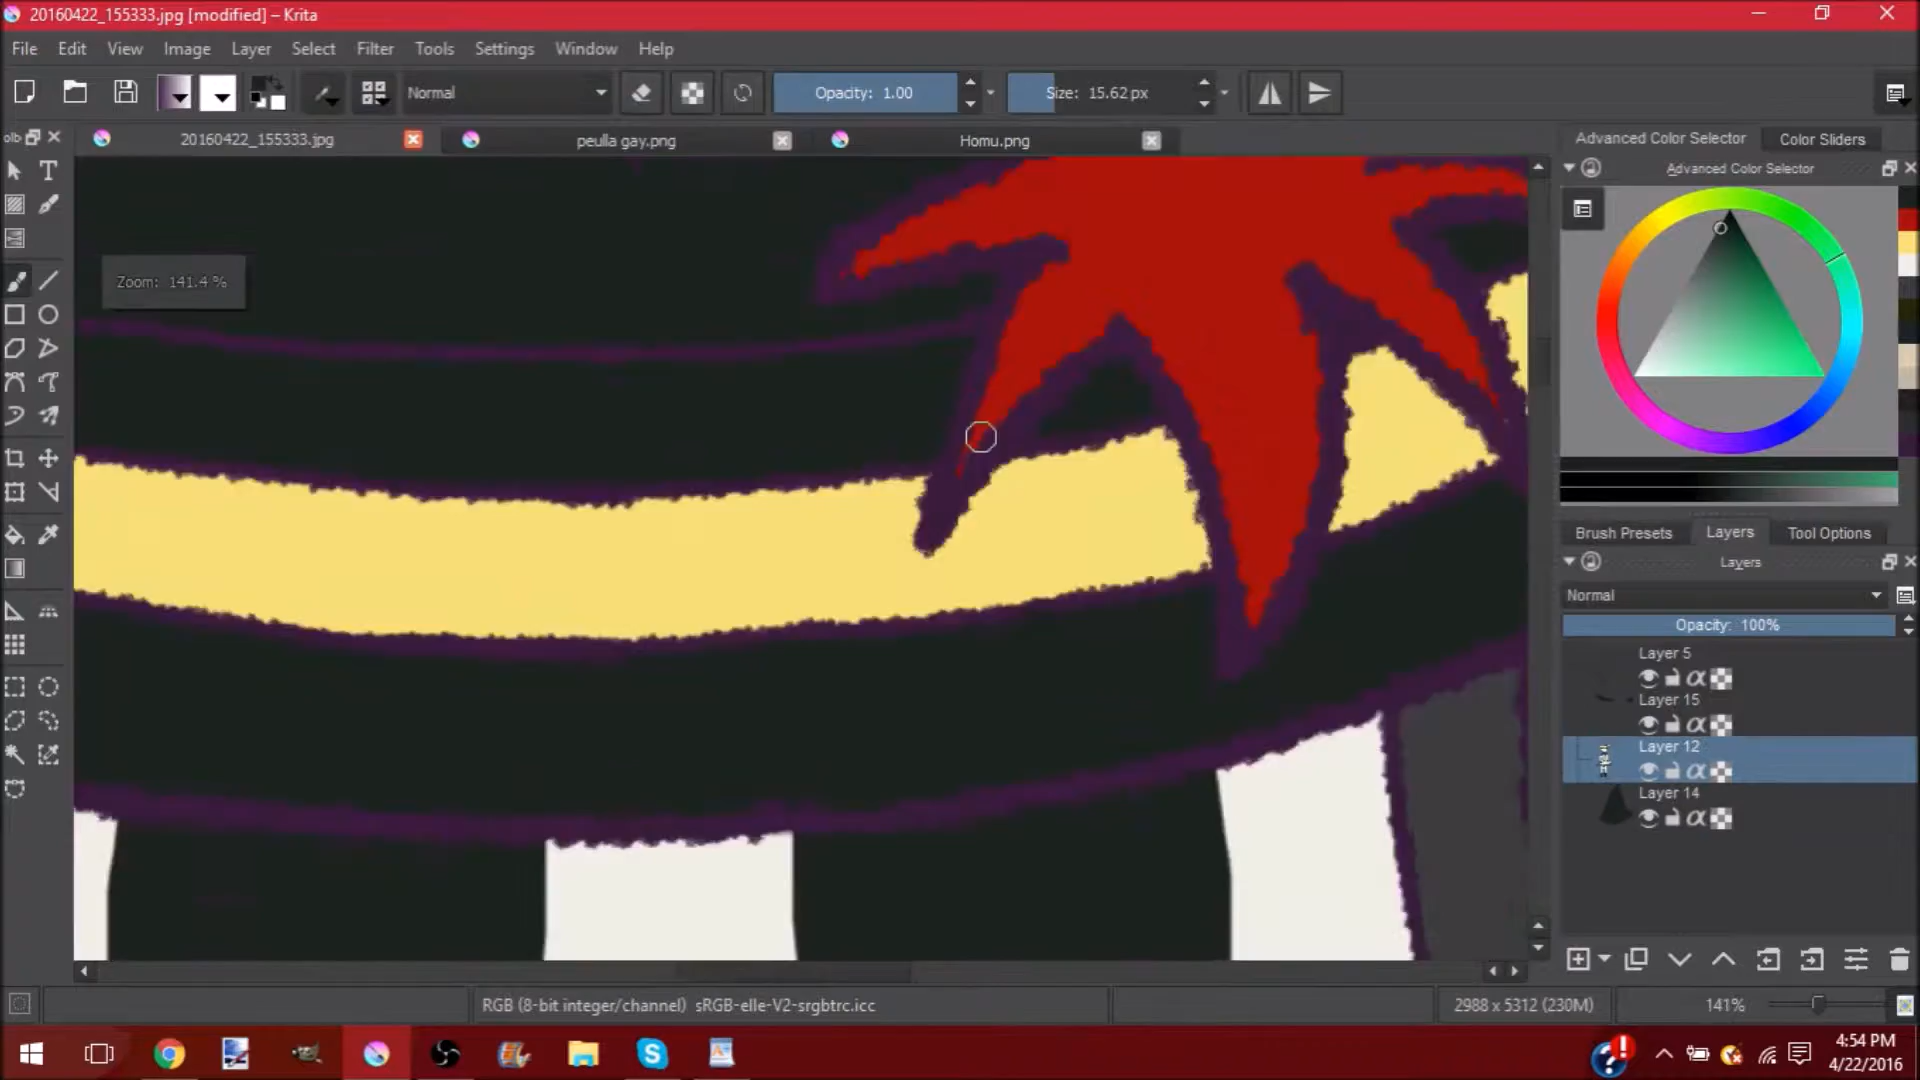 20160422_155333.jpg [modified] – Krita
File Edit View Image Layer Select Filter Tools Settings Window Help
Normal Opacity: 1.00 Size: 15.62 px
olb 20160422_155333.jpg peulla gay.png Homu.png Advanced Color Selector Color Sliders
Advanced Color Selector
Zoom: 141.4 %
Brush Presets Layers Tool Options
Layers
Normal
Opacity: 100%
Layer 5
Layer 15
Layer 12
Layer 14
RGB (8-bit integer/channel) sRGB-elle-V2-srgbtrc.icc 2988 x 5312 (230M) 141%
4:54 PM
4/22/2016